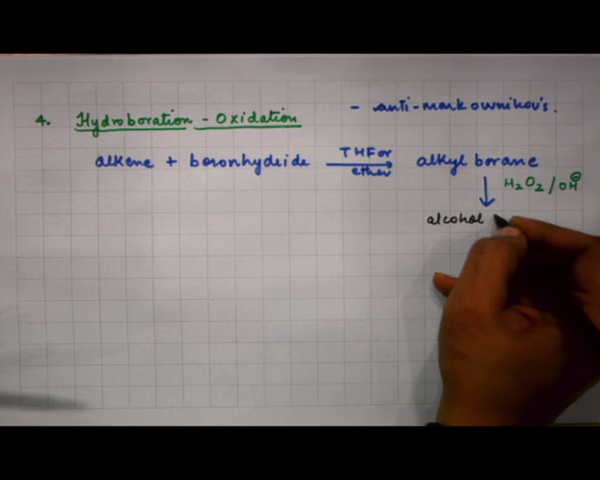 4. Hydroboration - Oxidation
- anti-markownikov's.
alkene + boronhydride THF or ether alkyl borane
H₂O₂ / OH⊖
alcohol